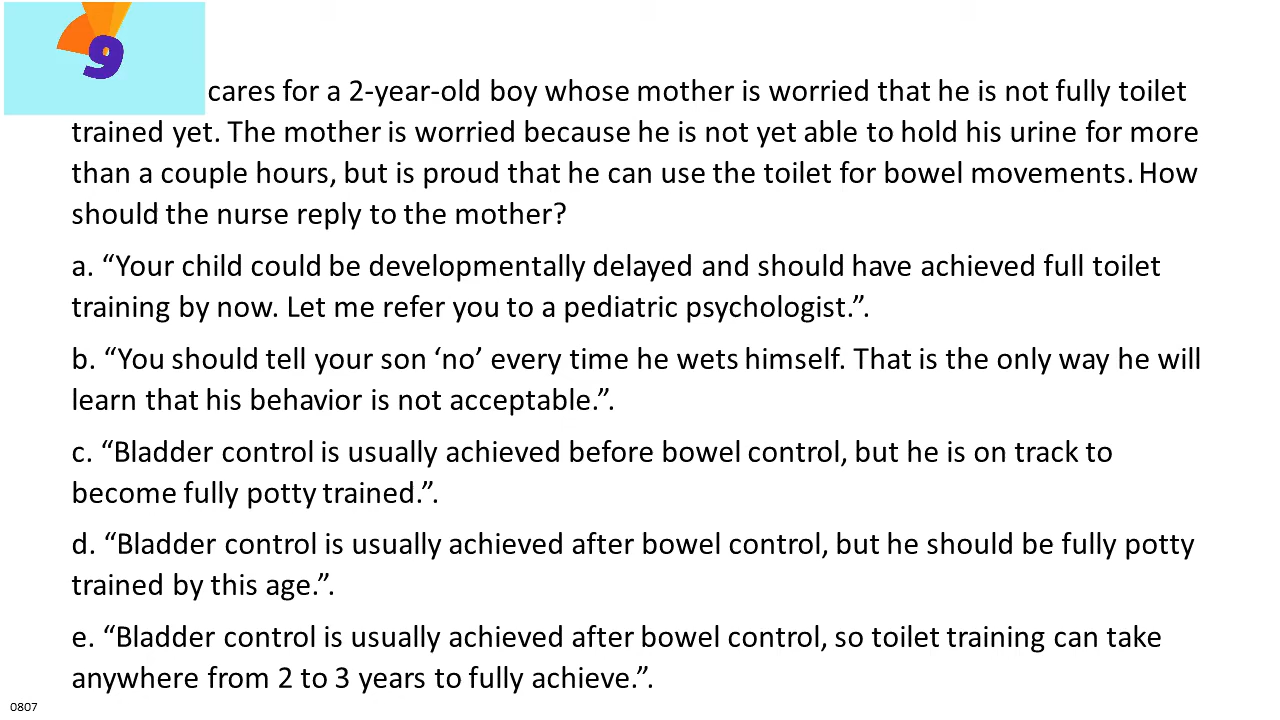 9
cares for a 2-year-old boy whose mother is worried that he is not fully toilet
trained yet. The mother is worried because he is not yet able to hold his urine for more
than a couple hours, but is proud that he can use the toilet for bowel movements. How
should the nurse reply to the mother?
a. “Your child could be developmentally delayed and should have achieved full toilet
training by now. Let me refer you to a pediatric psychologist.”.
b. “You should tell your son ‘no’ every time he wets himself. That is the only way he will
learn that his behavior is not acceptable.”.
c. “Bladder control is usually achieved before bowel control, but he is on track to
become fully potty trained.”.
d. “Bladder control is usually achieved after bowel control, but he should be fully potty
trained by this age.”.
e. “Bladder control is usually achieved after bowel control, so toilet training can take
anywhere from 2 to 3 years to fully achieve.”.
0807